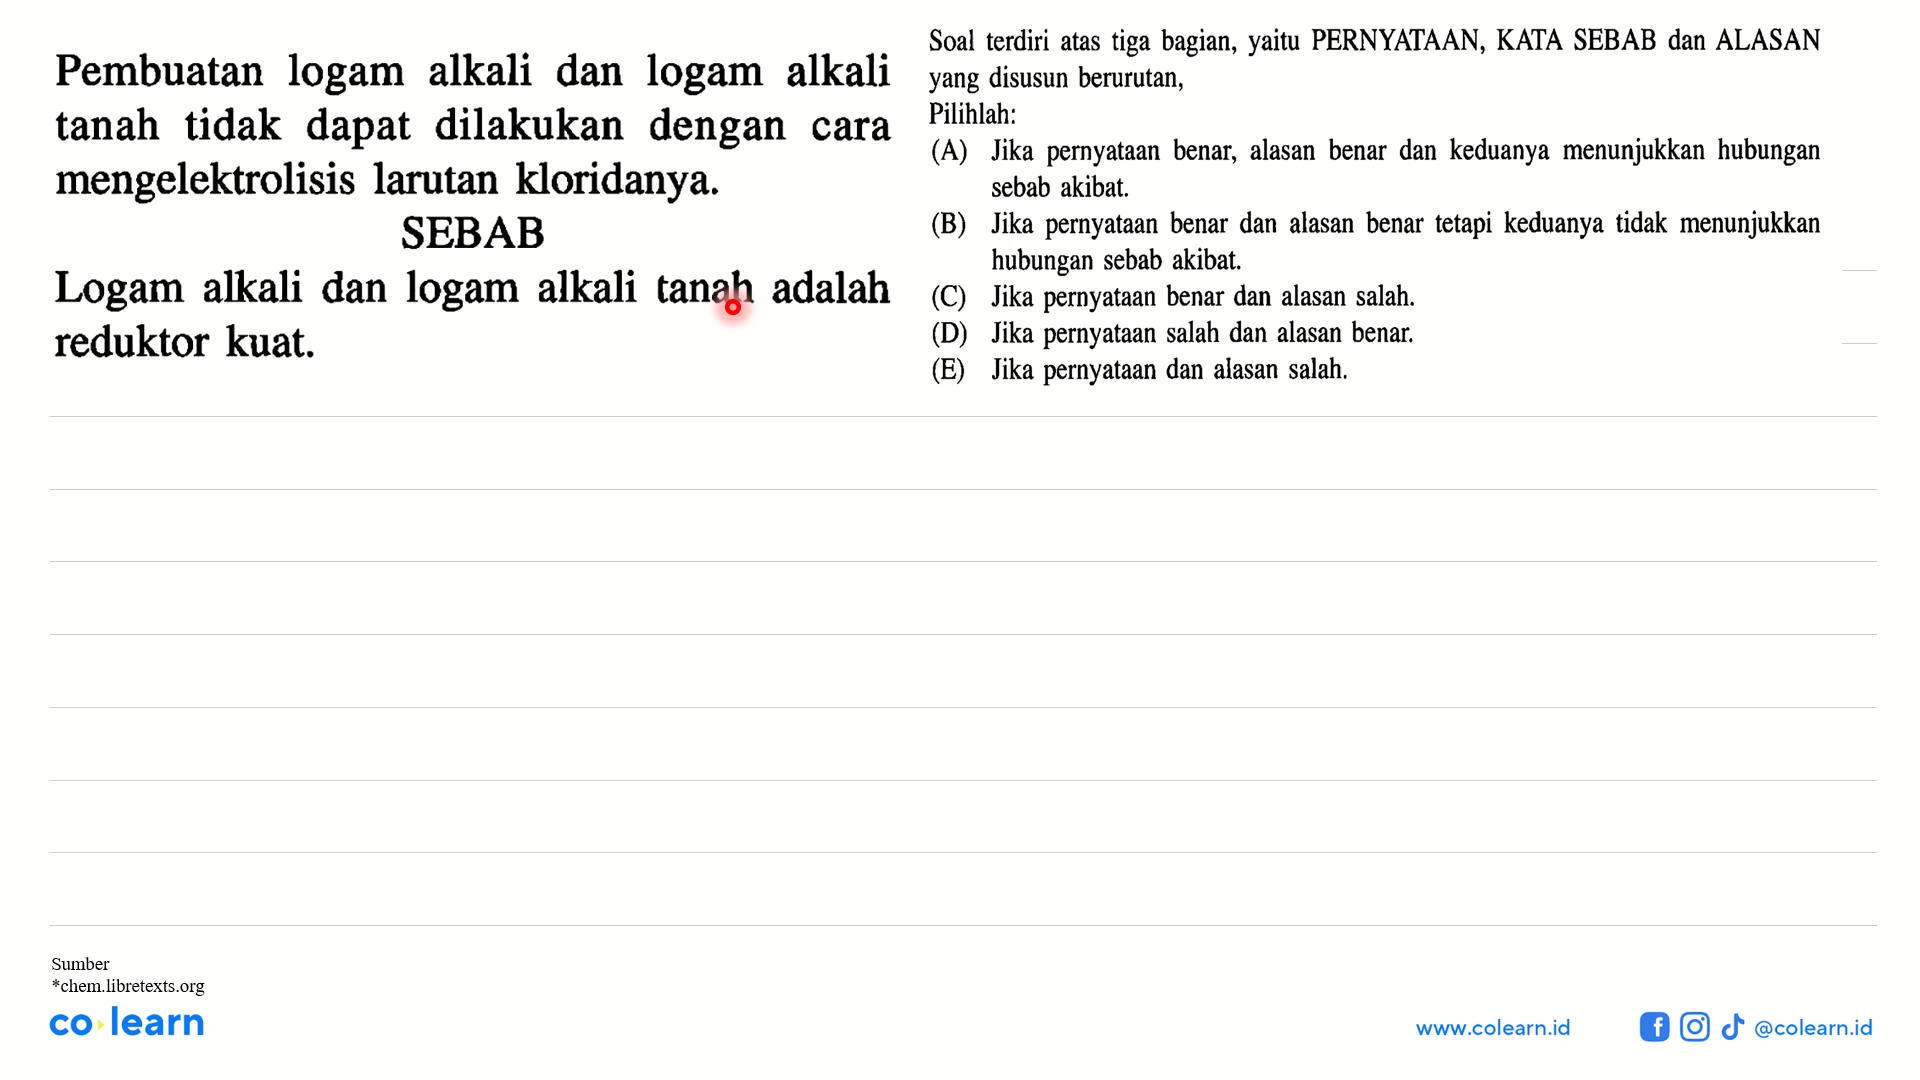 Pembuatan logam alkali dan logam alkali
tanah tidak dapat dilakukan dengan cara
mengelektrolisis larutan kloridanya.
SEBAB
Logam alkali dan logam alkali tanah adalah
reduktor kuat.
Soal terdiri atas tiga bagian, yaitu PERNYATAAN, KATA SEBAB dan ALASAN
yang disusun berurutan,
Pilihlah:
(A) Jika pernyataan benar, alasan benar dan keduanya menunjukkan hubungan
sebab akibat.
(B) Jika pernyataan benar dan alasan benar tetapi keduanya tidak menunjukkan
hubungan sebab akibat.
(C) Jika pernyataan benar dan alasan salah.
(D) Jika pernyataan salah dan alasan benar.
(E) Jika pernyataan dan alasan salah.
Sumber
*chem.libretexts.org
co learn
www.colearn.id
@colearn.id